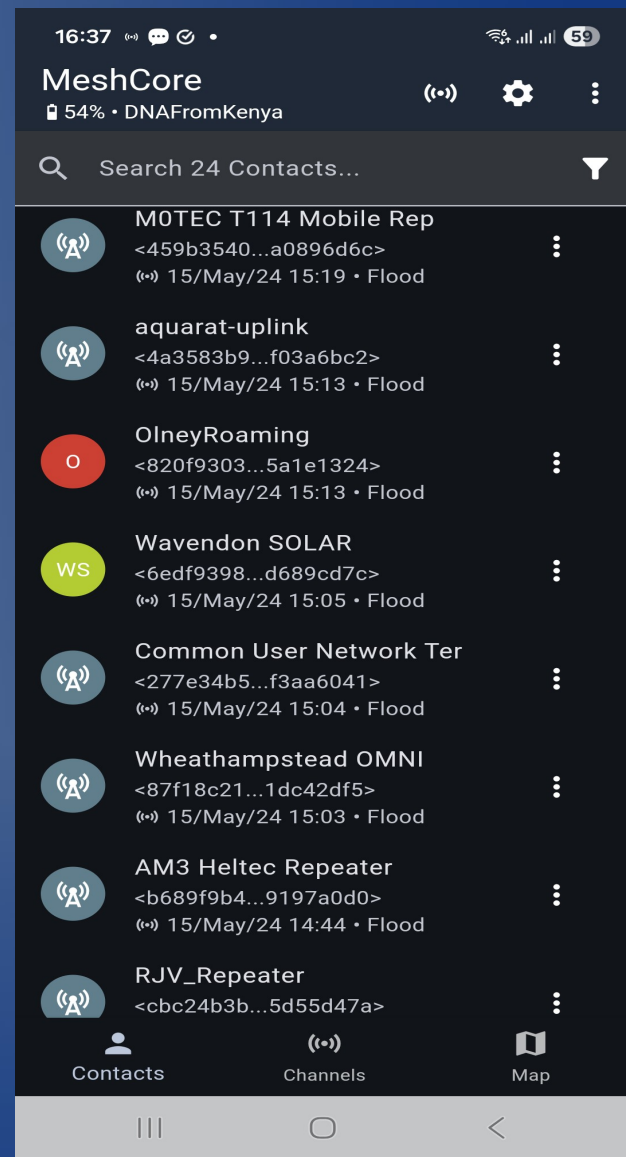 16:37
59
MeshCore
54% • DNAFromKenya
Search 24 Contacts...
M0TEC T114 Mobile Rep
<459b3540...a0896d6c>
15/May/24 15:19 • Flood
aquarat-uplink
<4a3583b9...f03a6bc2>
15/May/24 15:13 • Flood
O
OlneyRoaming
<820f9303...5a1e1324>
15/May/24 15:13 • Flood
WS
Wavendon SOLAR
<6edf9398...d689cd7c>
15/May/24 15:05 • Flood
Common User Network Ter
<277e34b5...f3aa6041>
15/May/24 15:04 • Flood
Wheathampstead OMNI
<87f18c21...1dc42df5>
15/May/24 15:03 • Flood
AM3 Heltec Repeater
<b689f9b4...9197a0d0>
15/May/24 14:44 • Flood
RJV_Repeater
<cbc24b3b...5d55d47a>
Contacts
Channels
Map